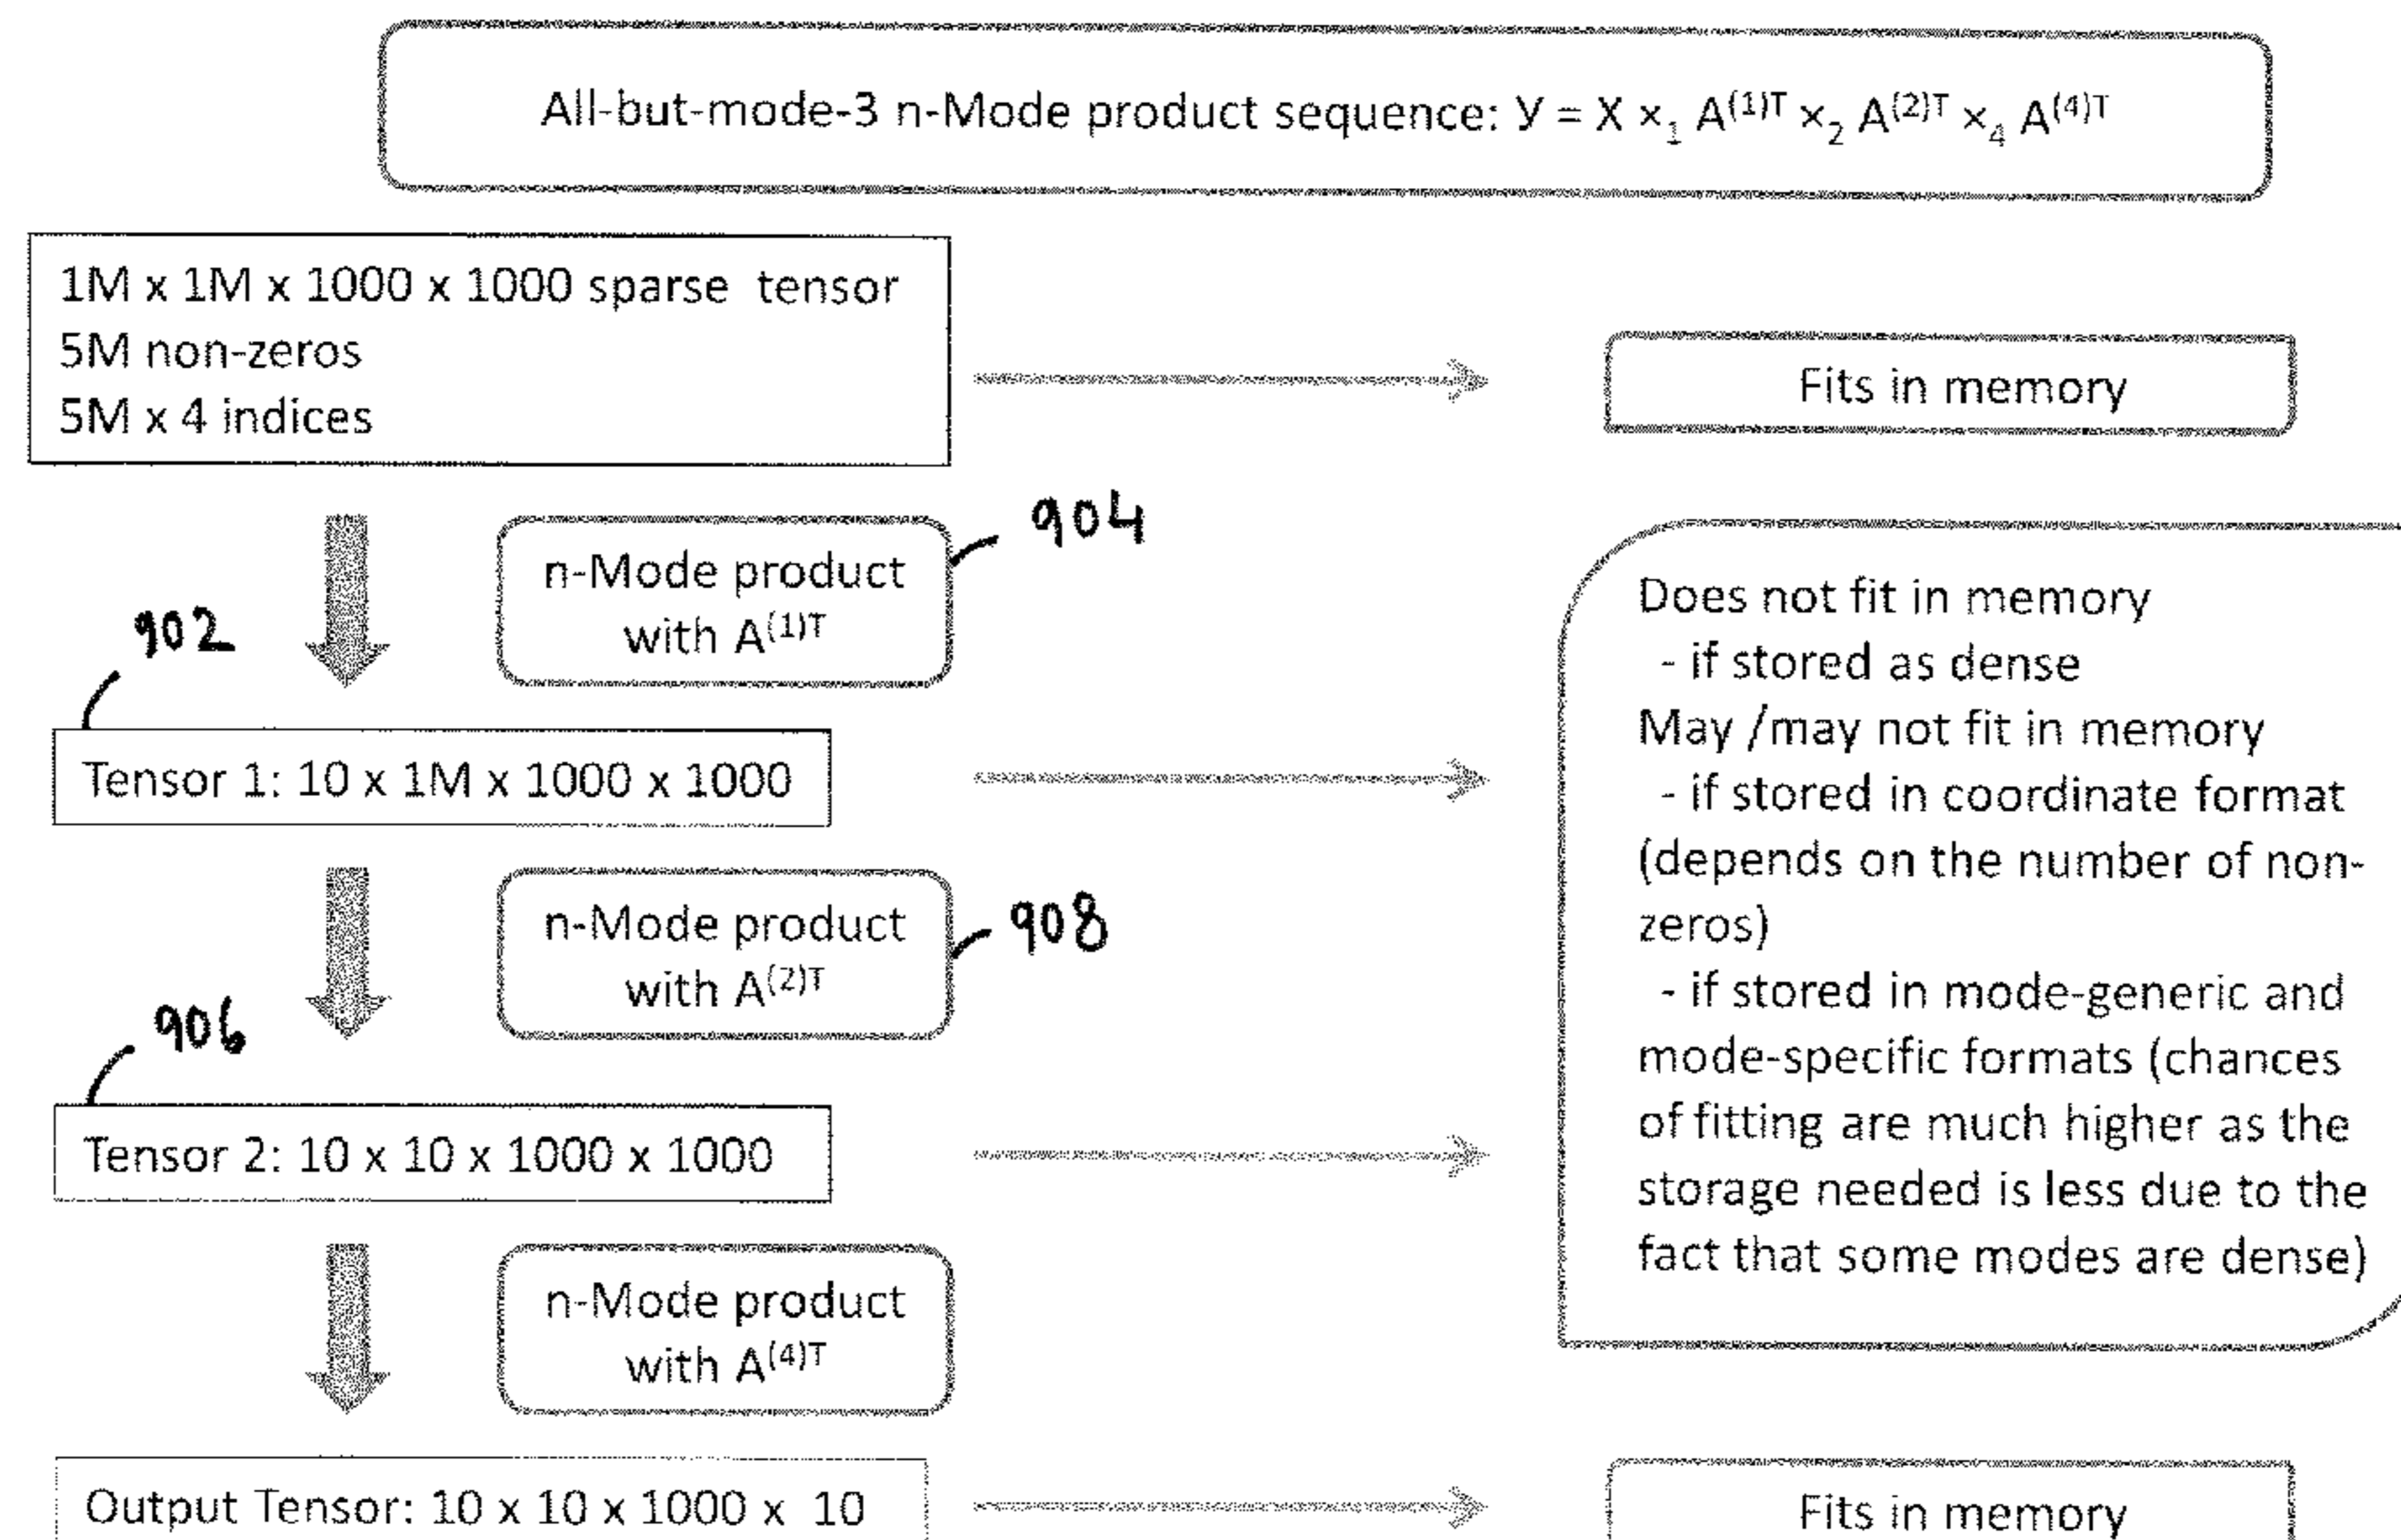 All-but-mode-3 n-Mode product sequence: Y = X ×₁ A⁽¹⁾ᵀ ×₂ A⁽²⁾ᵀ ×₄ A⁽⁴⁾ᵀ
1M x 1M x 1000 x 1000 sparse tensor
5M non-zeros
5M x 4 indices
Fits in memory
n-Mode product
with A⁽¹⁾ᵀ
904
902
Tensor 1: 10 x 1M x 1000 x 1000
n-Mode product
with A⁽²⁾ᵀ
908
906
Tensor 2: 10 x 10 x 1000 x 1000
Does not fit in memory
- if stored as dense
May /may not fit in memory
- if stored in coordinate format
(depends on the number of non-
zeros)
- if stored in mode-generic and
mode-specific formats (chances
of fitting are much higher as the
storage needed is less due to the
fact that some modes are dense)
n-Mode product
with A⁽⁴⁾ᵀ
Output Tensor: 10 x 10 x 1000 x 10
Fits in memory